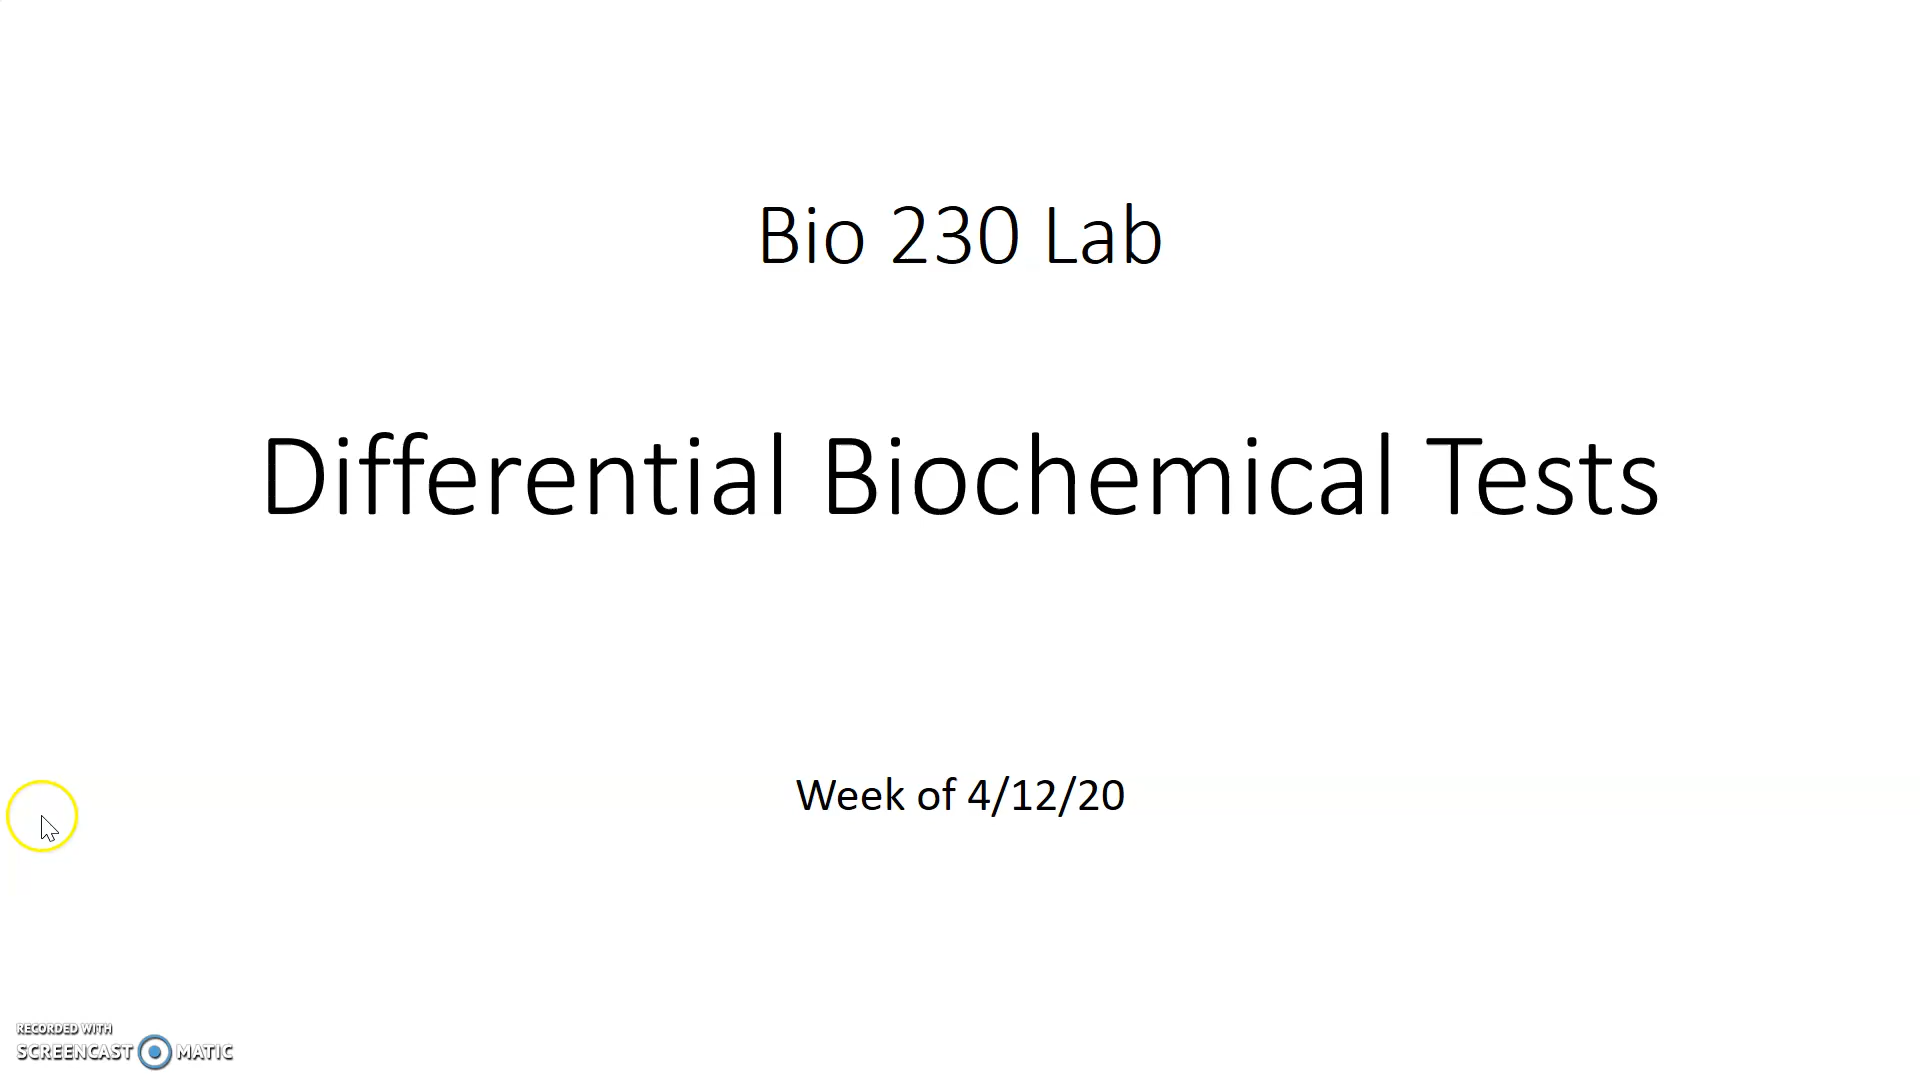 Bio 230 Lab
Differential Biochemical Tests
Week of 4/12/20
RECORDED WITH
SCREENCAST MATIC